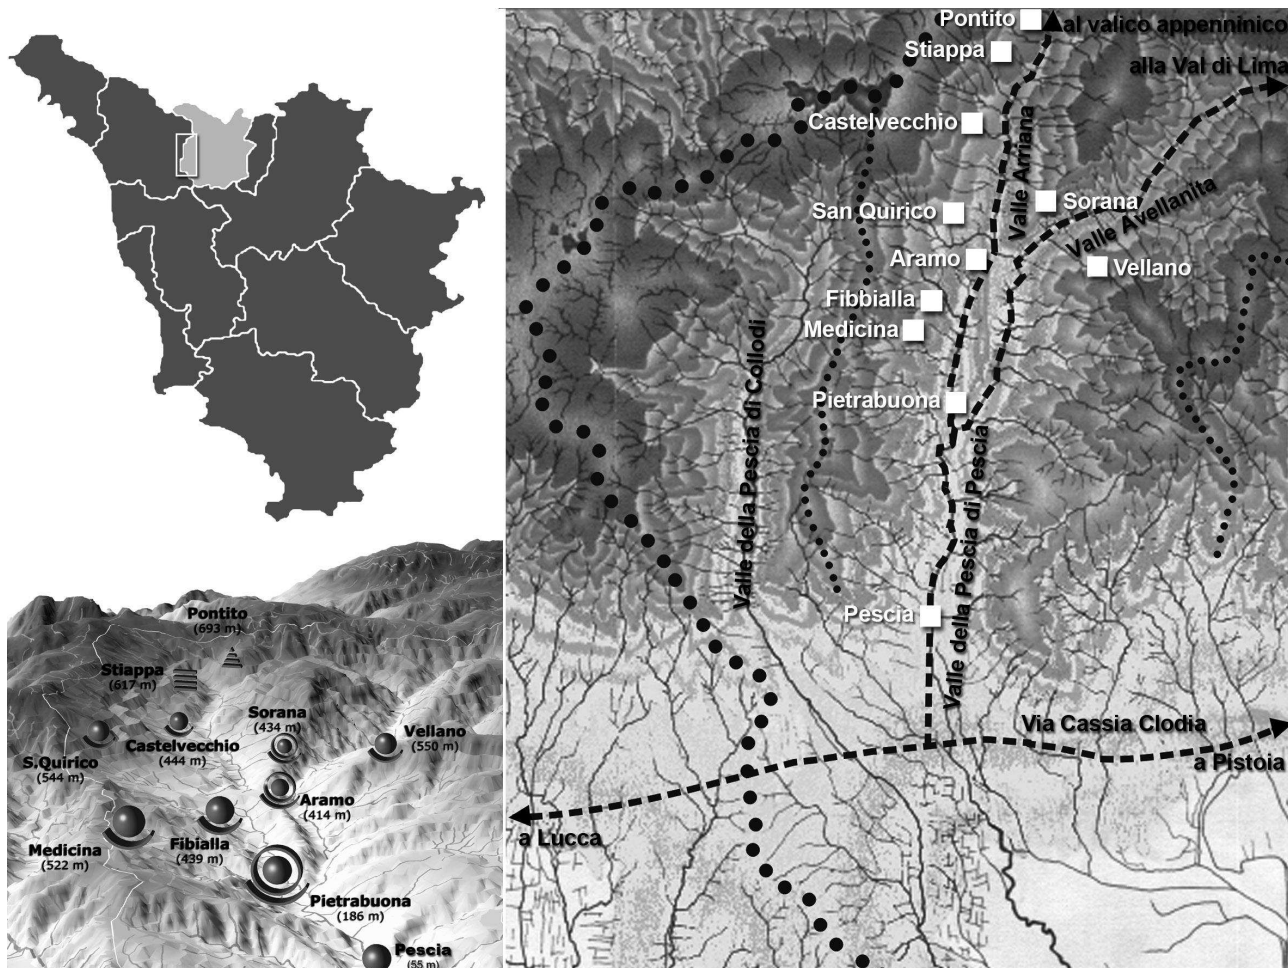 Pontito
(693 m)
Stiappa
(617 m)
Sorana
(434 m)
Vellano
(550 m)
Castelvecchio
(444 m)
S.Quirico
(544 m)
Aramo
(414 m)
Medicina
(522 m)
Fibialla
(439 m)
Pietrabuona
(186 m)
Pescia
(55 m)
Pontito
al valico appenninico
Stiappa
alla Val di Lima
Castelvecchio
Valle Arriana
San Quirico
Sorana
Valle Avellanita
Aramo
Vellano
Fibbialla
Medicina
Valle della Pescia di Collodi
Pietrabuona
Valle della Pescia di Pescia
Pescia
Via Cassia Clodia
a Pistoia
a Lucca